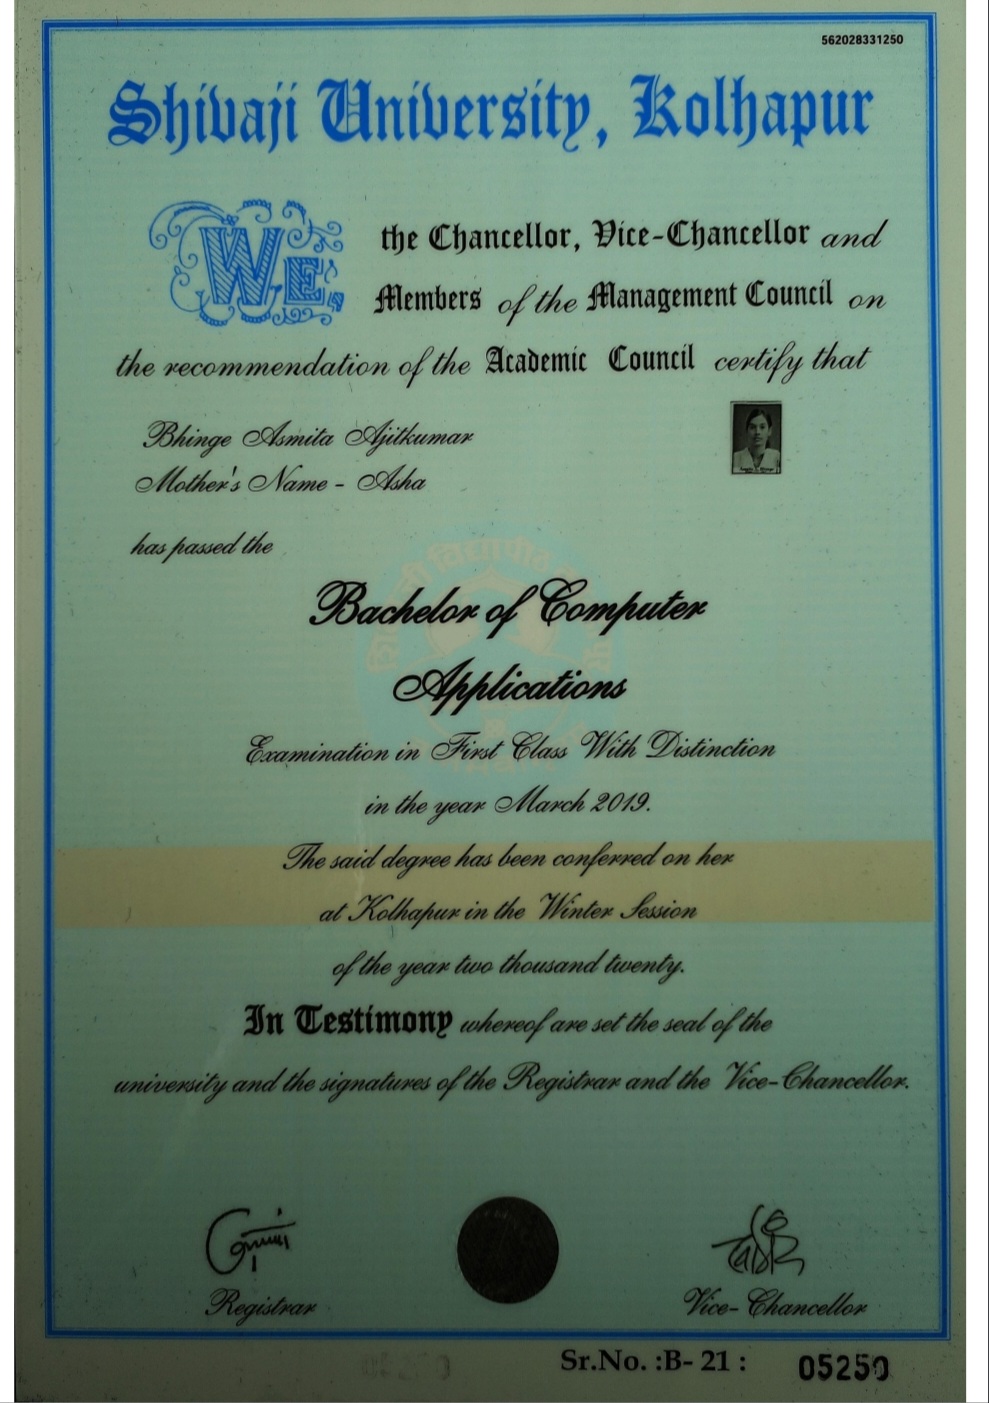 562028331250
Shivaji University, Kolhapur
WE, the Chancellor, Vice-Chancellor and
Members of the Management Council on
the recommendation of the Academic Council certify that
Bhinge Asmita Ajitkumar
Mother's Name - Asha
has passed the
Bachelor of Computer
Applications
Examination in First Class With Distinction
in the year March 2019.
The said degree has been conferred on her
at Kolhapur in the Winter Session
of the year two thousand twenty.
In Testimony whereof are set the seal of the
university and the signatures of the Registrar and the Vice-Chancellor.
Registrar
Vice-Chancellor
Sr.No. :B- 21 : 05250